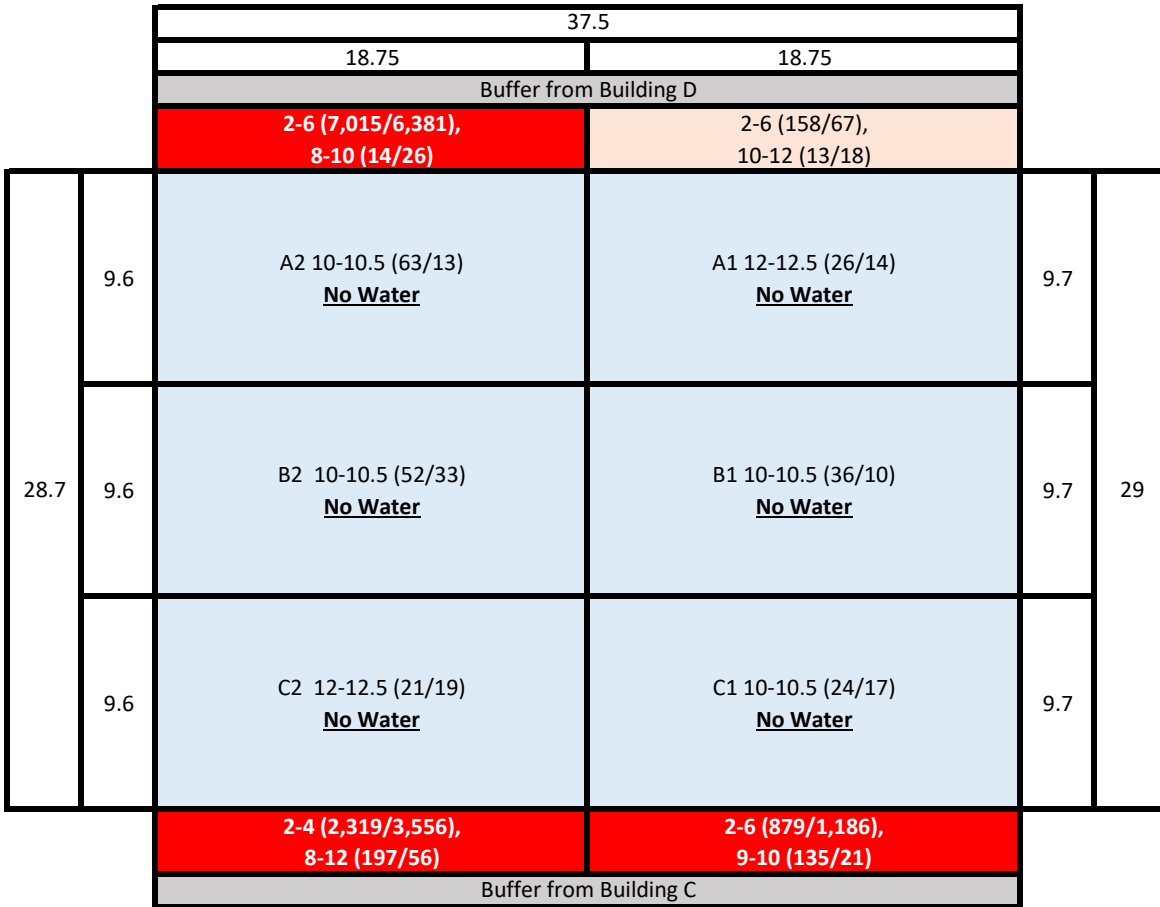 37.5
18.75 18.75
Buffer from Building D
2-6 (7,015/6,381),
8-10 (14/26)
2-6 (158/67),
10-12 (13/18)
28.7
9.6
A2 10-10.5 (63/13)
No Water
A1 12-12.5 (26/14)
No Water
9.7
29
9.6
B2 10-10.5 (52/33)
No Water
B1 10-10.5 (36/10)
No Water
9.7
9.6
C2 12-12.5 (21/19)
No Water
C1 10-10.5 (24/17)
No Water
9.7
2-4 (2,319/3,556),
8-12 (197/56)
2-6 (879/1,186),
9-10 (135/21)
Buffer from Building C